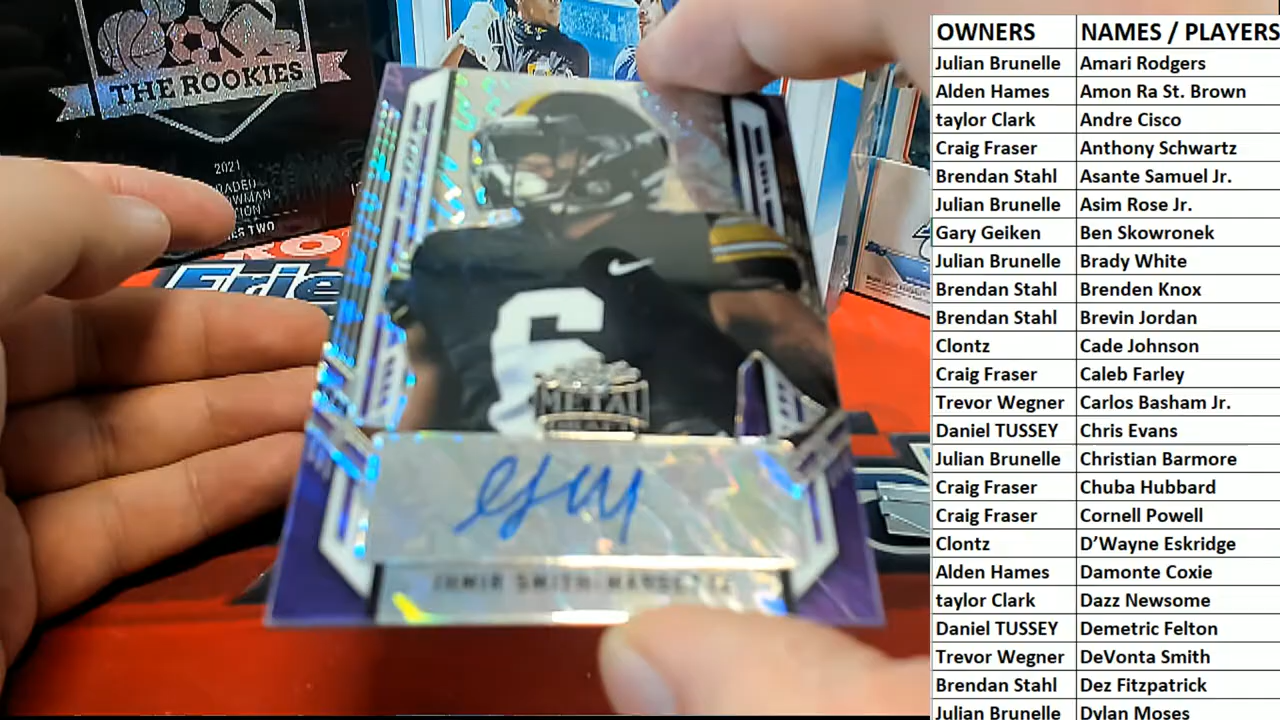 THE ROOKIES
2021
TWO
6
METAL
OWNERS NAMES / PLAYERS
Julian Brunelle Amari Rodgers
Alden Hames Amon Ra St. Brown
taylor Clark Andre Cisco
Craig Fraser Anthony Schwartz
Brendan Stahl Asante Samuel Jr.
Julian Brunelle Asim Rose Jr.
Gary Geiken Ben Skowronek
Julian Brunelle Brady White
Brendan Stahl Brenden Knox
Brendan Stahl Brevin Jordan
Clontz Cade Johnson
Craig Fraser Caleb Farley
Trevor Wegner Carlos Basham Jr.
Daniel TUSSEY Chris Evans
Julian Brunelle Christian Barmore
Craig Fraser Chuba Hubbard
Craig Fraser Cornell Powell
Clontz D’Wayne Eskridge
Alden Hames Damonte Coxie
taylor Clark Dazz Newsome
Daniel TUSSEY Demetric Felton
Trevor Wegner DeVonta Smith
Brendan Stahl Dez Fitzpatrick
Julian Brunelle Dylan Moses